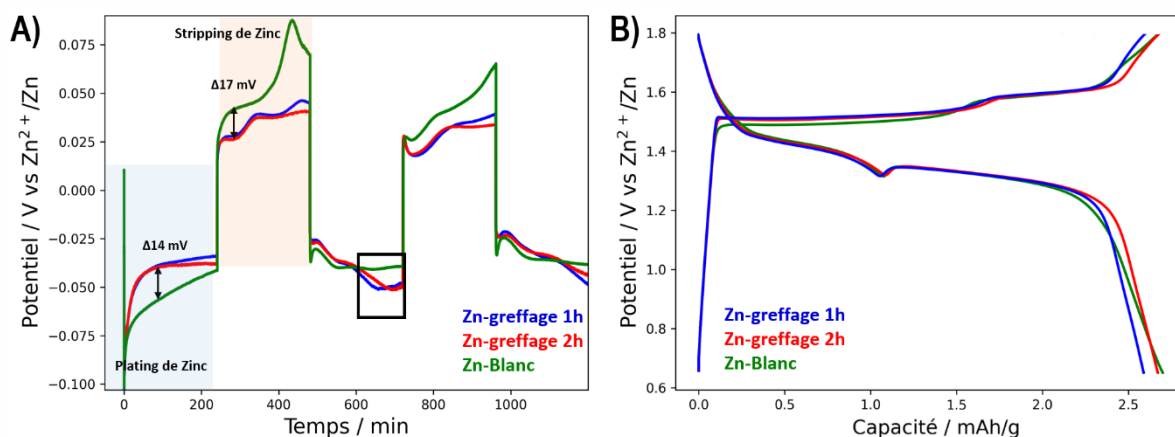 A)
Potentiel / V vs Zn²⁺/Zn
0.075
0.050
0.025
0.000
-0.025
-0.050
-0.075
-0.100
Stripping de Zinc
Δ17 mV
Δ14 mV
Plating de Zinc
Zn-greffage 1h
Zn-greffage 2h
Zn-Blanc
0 200 400 600 800 1000
Temps / min
B)
Potentiel / V vs Zn²⁺/Zn
1.8
1.6
1.4
1.2
1.0
0.8
0.6
Zn-greffage 1h
Zn-greffage 2h
Zn-Blanc
0.0 0.5 1.0 1.5 2.0 2.5
Capacité / mAh/g